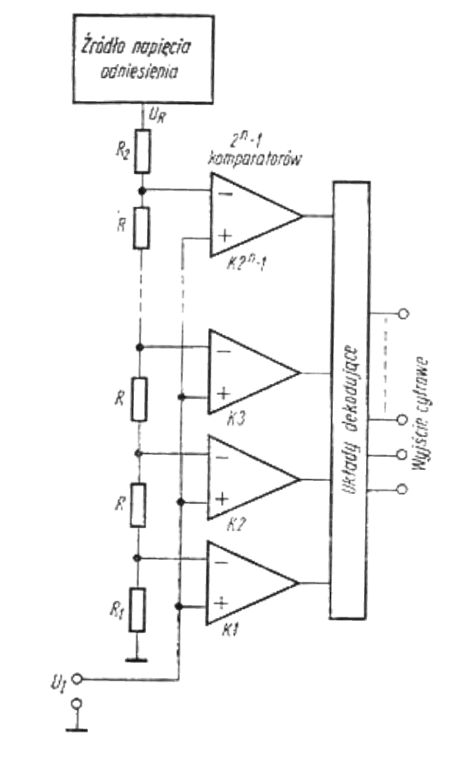 Źródło napięcia
odniesienia
U_R
R_2
2^n-1
komparatorów
−
+
K2^n-1
R
−
+
K3
R
−
+
K2
R
−
+
K1
R_1
U_I
Układy dekodujące
Wyjście cyfrowe